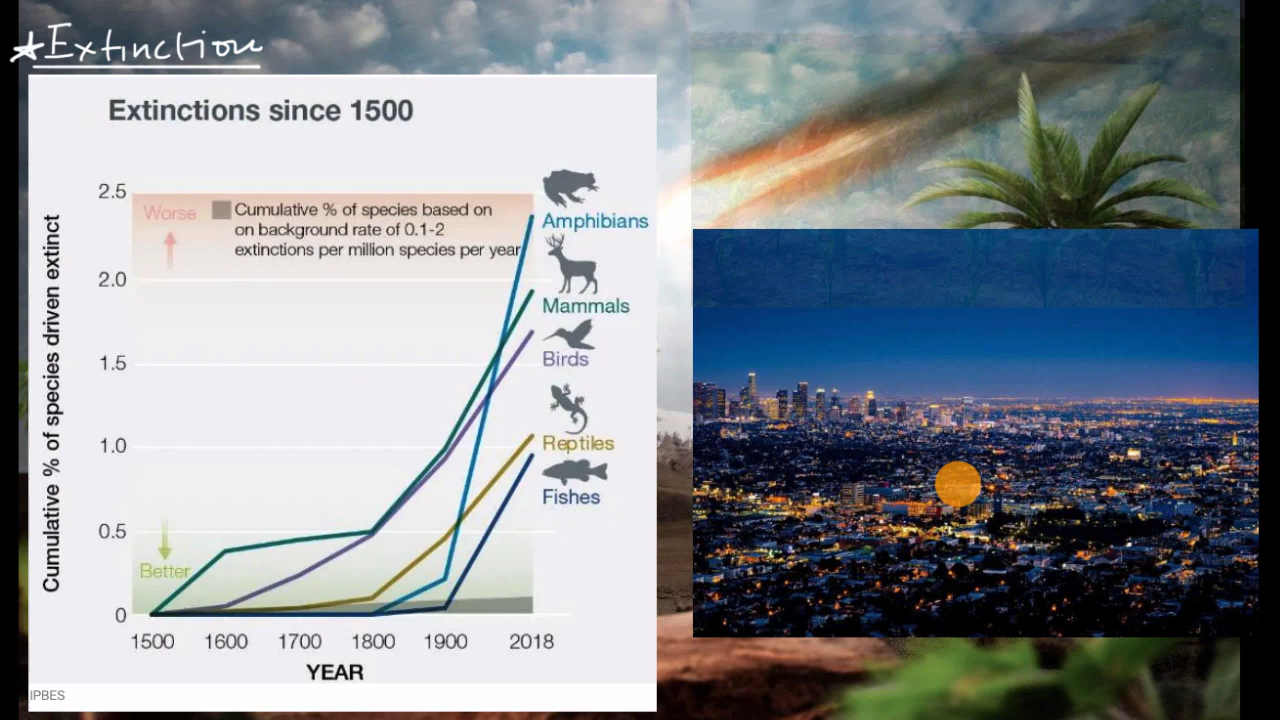 ★Extinction
Extinctions since 1500
2.5
2.0
1.5
1.0
0.5
0
Cumulative % of species driven extinct
Worse
Cumulative % of species based on
on background rate of 0.1-2
extinctions per million species per year
Better
Amphibians
Mammals
Birds
Reptiles
Fishes
1500 1600 1700 1800 1900 2018
YEAR
IPBES